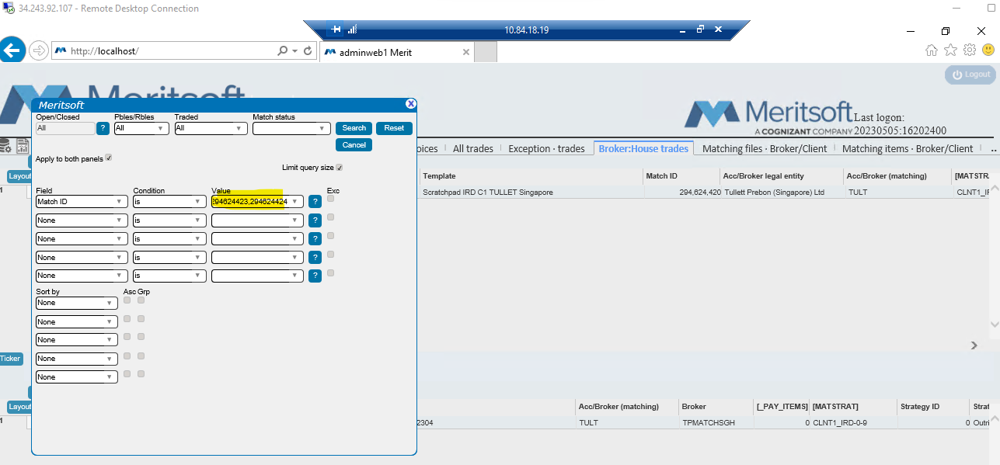 34.243.92.107 - Remote Desktop Connection
10.84.18.19
http://localhost/
adminweb1 Merit
Logout
Meritsoft
A COGNIZANT COMPANY
Last logon:
20230505:16202400
Meritsoft
X
Open/Closed Pbles/Rbles Traded Match status
All ? All All Search Reset
Cancel
Apply to both panels
Limit query size
oices All trades Exception · trades Broker:House trades Matching files · Broker/Client Matching items · Broker/Client ..
Layout
Template Match ID Acc/Broker legal entity Acc/Broker (matching) [MATSTRA
1 Scratchpad IRD C1 TULLET Singapore 294,624,420 Tullett Prebon (Singapore) Ltd TULT CLNT1_IF
Field Condition Value Exc
Match ID is 294624423,294624424 ?
None is ?
None is ?
None is ?
None is ?
Sort by Asc Grp
None
None
None
None
None
Ticker
Layout
Acc/Broker (matching) Broker [_PAY_ITEMS] [MATSTRAT] Strategy ID Strat
1 2304 TULT TPMATCHSGH 0 CLNT1_IRD-0-9 0 Outri